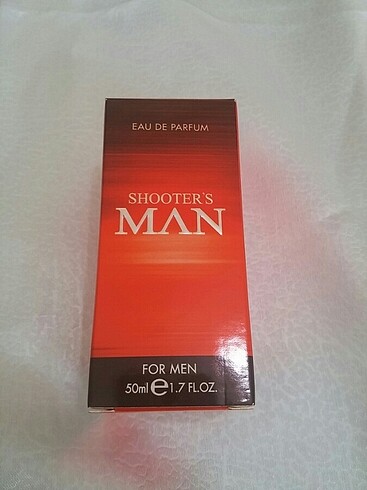 EAU DE PARFUM
SHOOTER'S
MAN
FOR MEN
50ml e 1.7 FL.OZ.